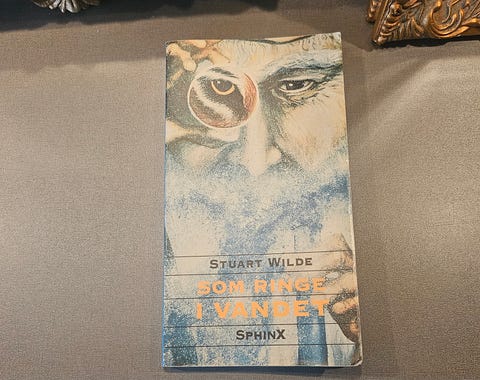 STUART WILDE
SOM RINGE
I VANDET
SPHINX